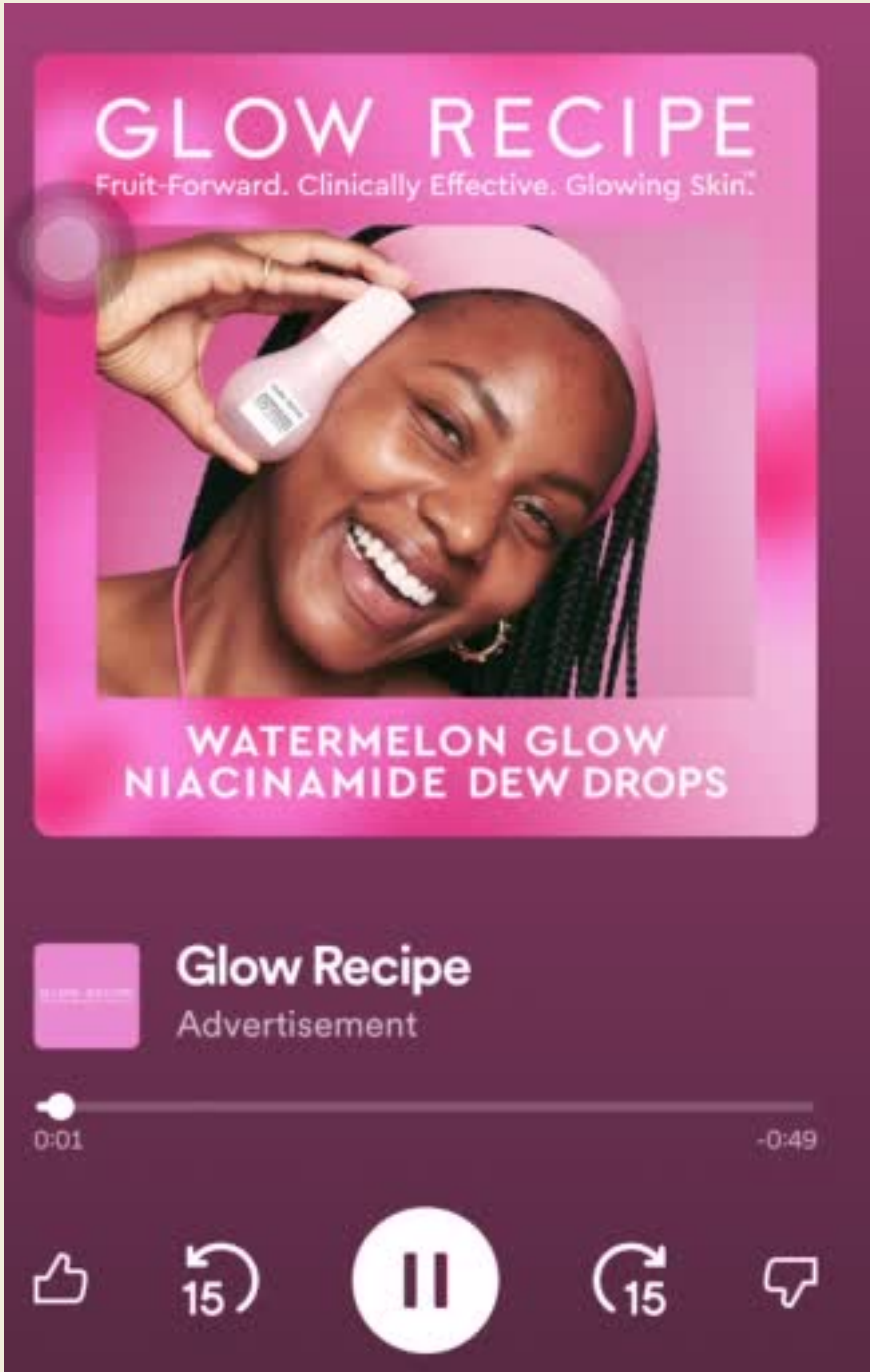 GLOW RECIPE
Fruit-Forward. Clinically Effective. Glowing Skin.™
WATERMELON GLOW
NIACINAMIDE DEW DROPS
Glow Recipe
Advertisement
0:01
-0:49
15
15